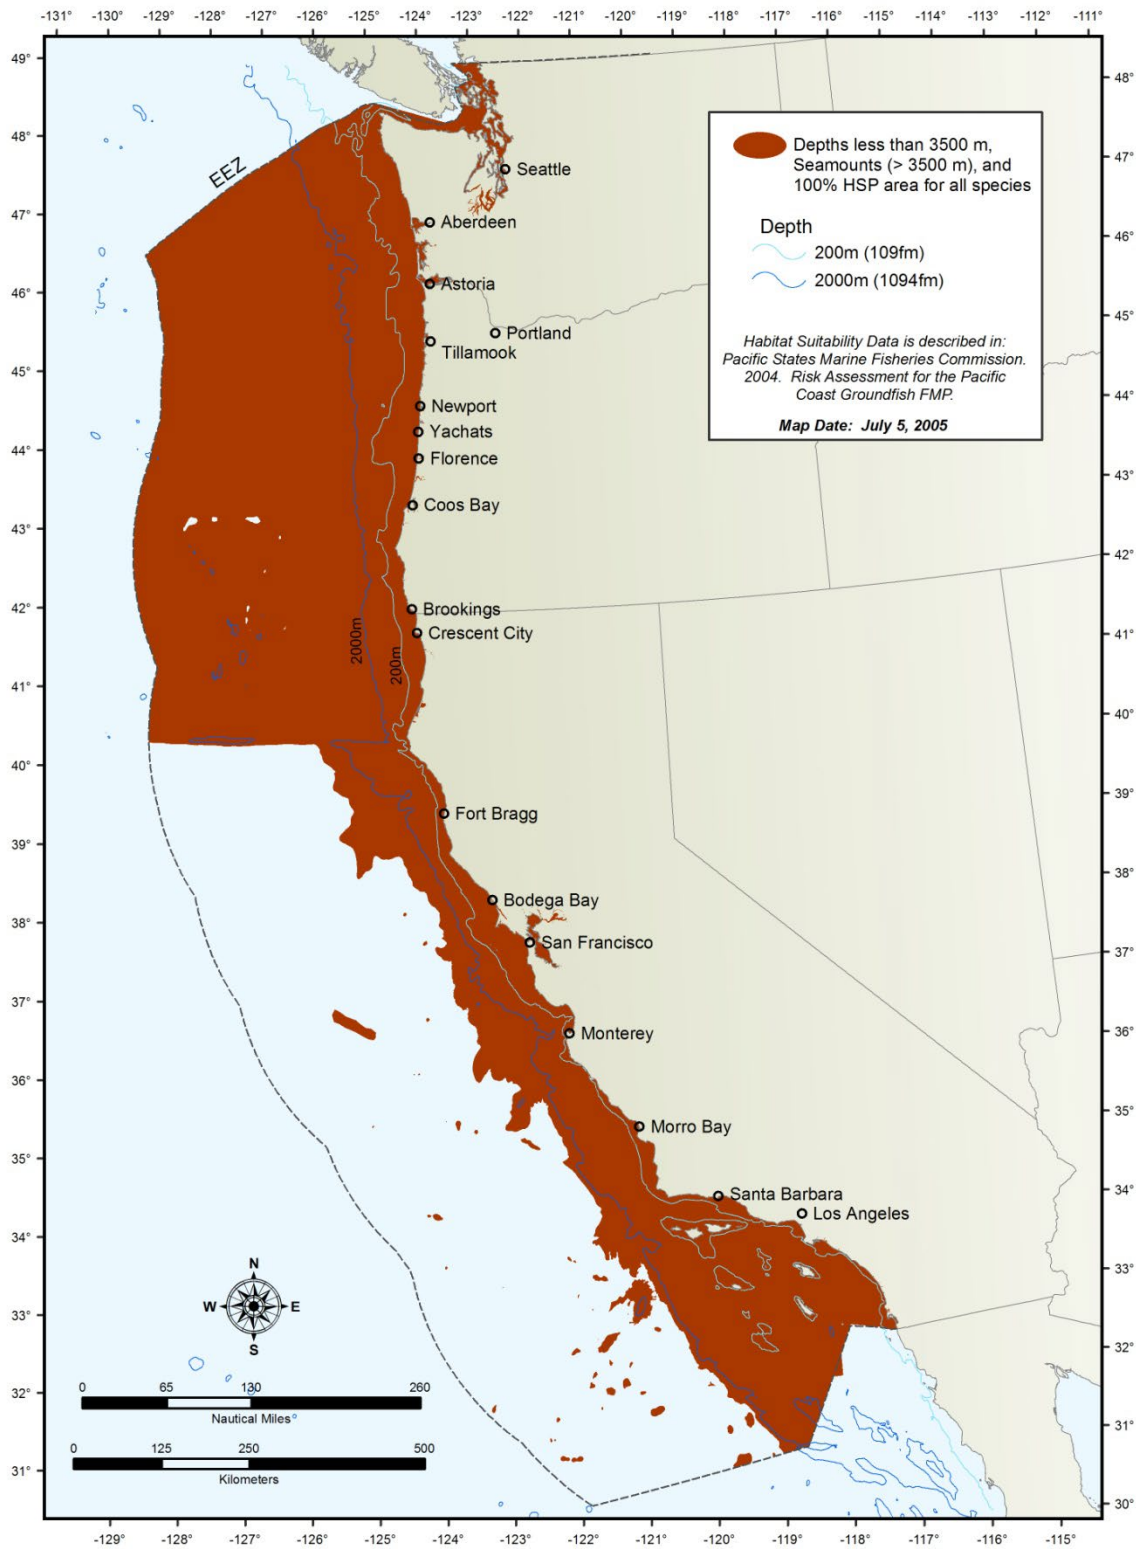 -131° -130° -129° -128° -127° -126° -125° -124° -123° -122° -121° -120° -119° -118° -117° -116° -115° -114° -113° -112° -111°
49°
48°
47°
46°
45°
44°
43°
42°
41°
40°
39°
38°
37°
36°
35°
34°
33°
32°
31°
48°
47°
46°
45°
44°
43°
42°
41°
40°
39°
38°
37°
36°
35°
34°
33°
32°
31°
30°
Depths less than 3500 m,
Seamounts (> 3500 m), and
100% HSP area for all species
Depth
200m (109fm)
2000m (1094fm)
Habitat Suitability Data is described in:
Pacific States Marine Fisheries Commission.
2004. Risk Assessment for the Pacific
Coast Groundfish FMP.
Map Date: July 5, 2005
EEZ
Seattle
Aberdeen
Astoria
Portland
Tillamook
Newport
Yachats
Florence
Coos Bay
Brookings
Crescent City
2000m
200m
Fort Bragg
Bodega Bay
San Francisco
Monterey
Morro Bay
Santa Barbara
Los Angeles
N
W E
S
0 65 130 260
Nautical Miles
0 125 250 500
Kilometers
-129° -128° -127° -126° -125° -124° -123° -122° -121° -120° -119° -118° -117° -116° -115°